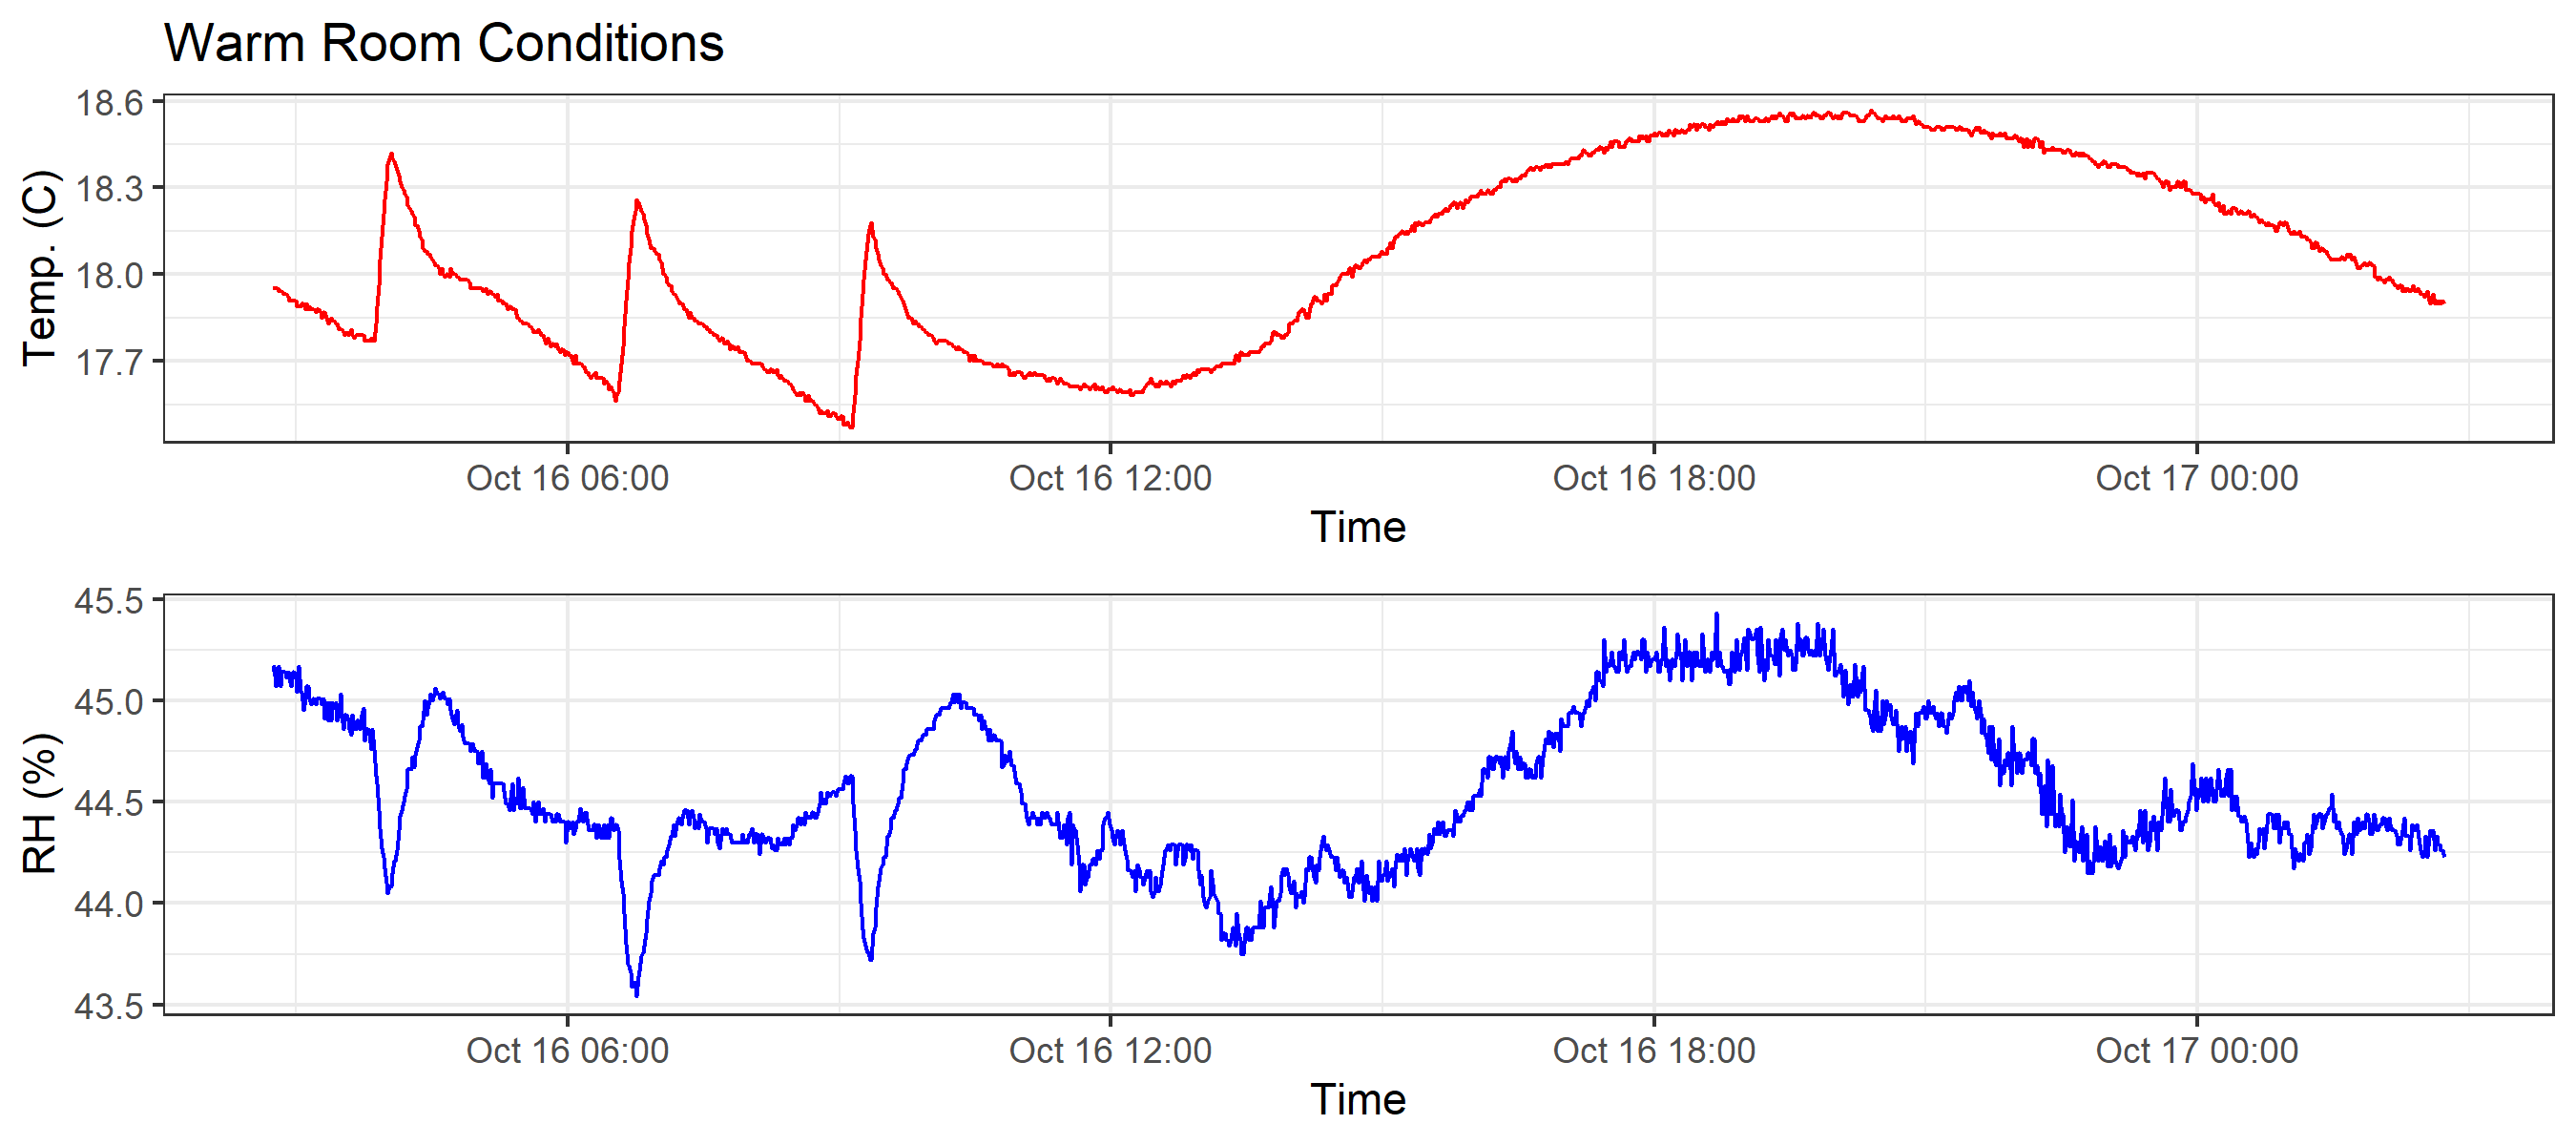 Warm Room Conditions
Temp. (C)
18.6
18.3
18.0
17.7
Oct 16 06:00 Oct 16 12:00 Oct 16 18:00 Oct 17 00:00
Time
RH (%)
45.5
45.0
44.5
44.0
43.5
Oct 16 06:00 Oct 16 12:00 Oct 16 18:00 Oct 17 00:00
Time